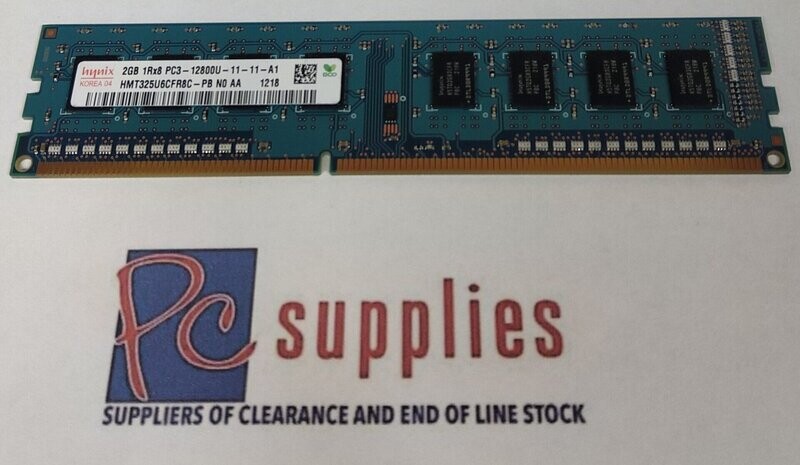 hynix
KOREA 04
2GB 1Rx8 PC3-12800U-11-11-A1
HMT325U6CFR8C-PB N0 AA 1218
PC supplies
SUPPLIERS OF CLEARANCE AND END OF LINE STOCK